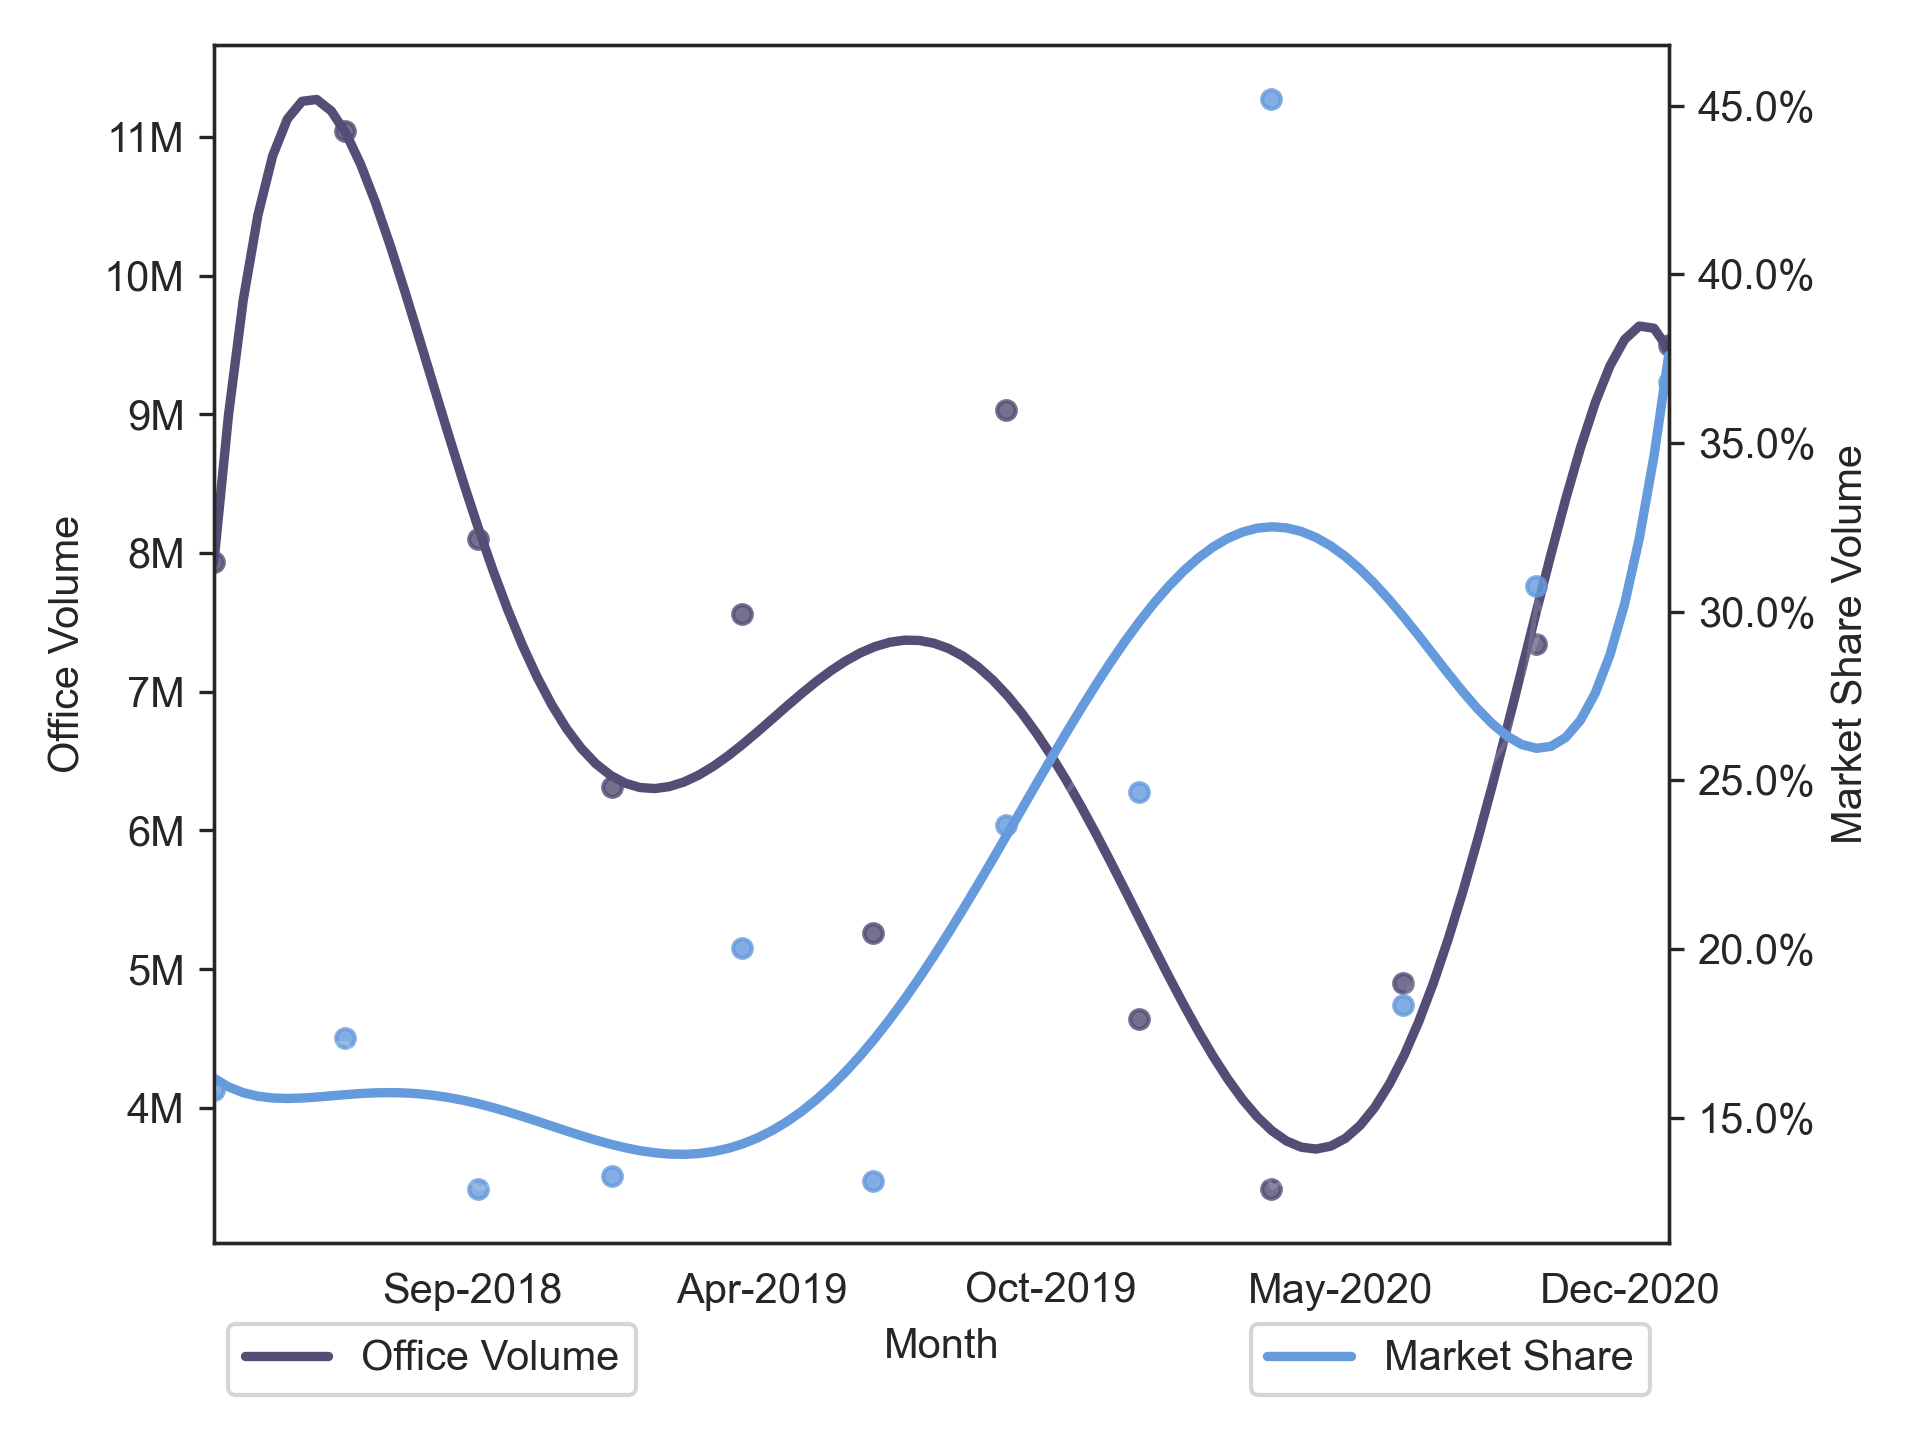 11M
10M
9M
8M
7M
6M
5M
4M
Office Volume
45.0%
40.0%
35.0%
30.0%
25.0%
20.0%
15.0%
Market Share Volume
Sep-2018
Apr-2019
Oct-2019
May-2020
Dec-2020
Month
Office Volume
Market Share